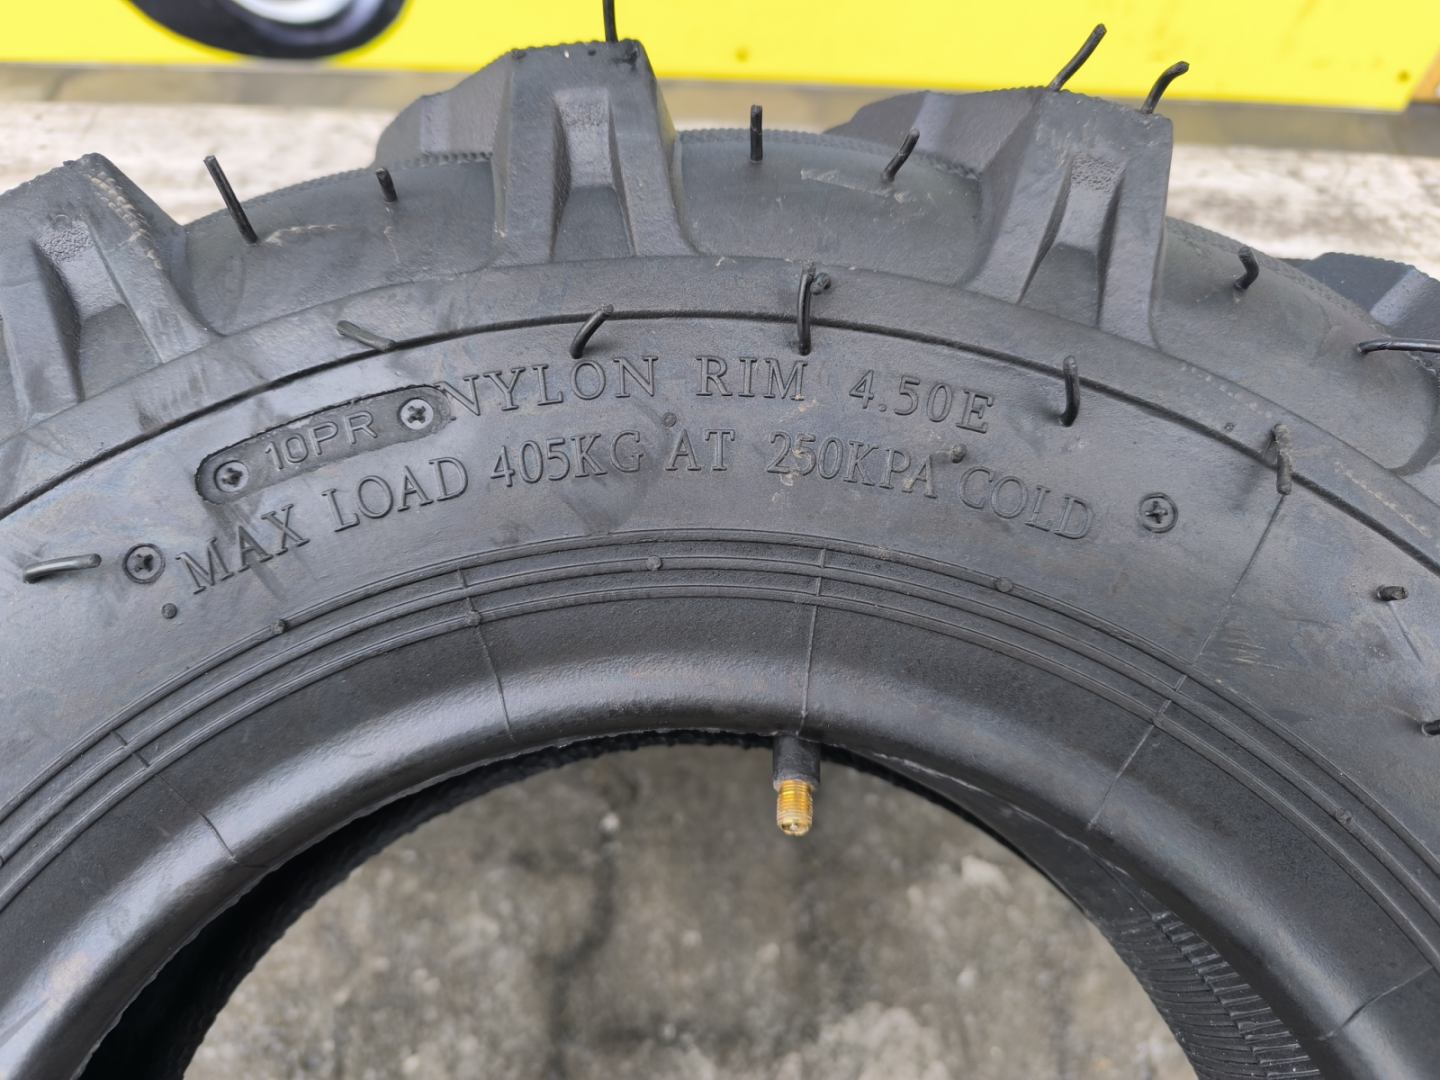 10PR NYLON RIM 4.50E
MAX LOAD 405KG AT 250KPA COLD